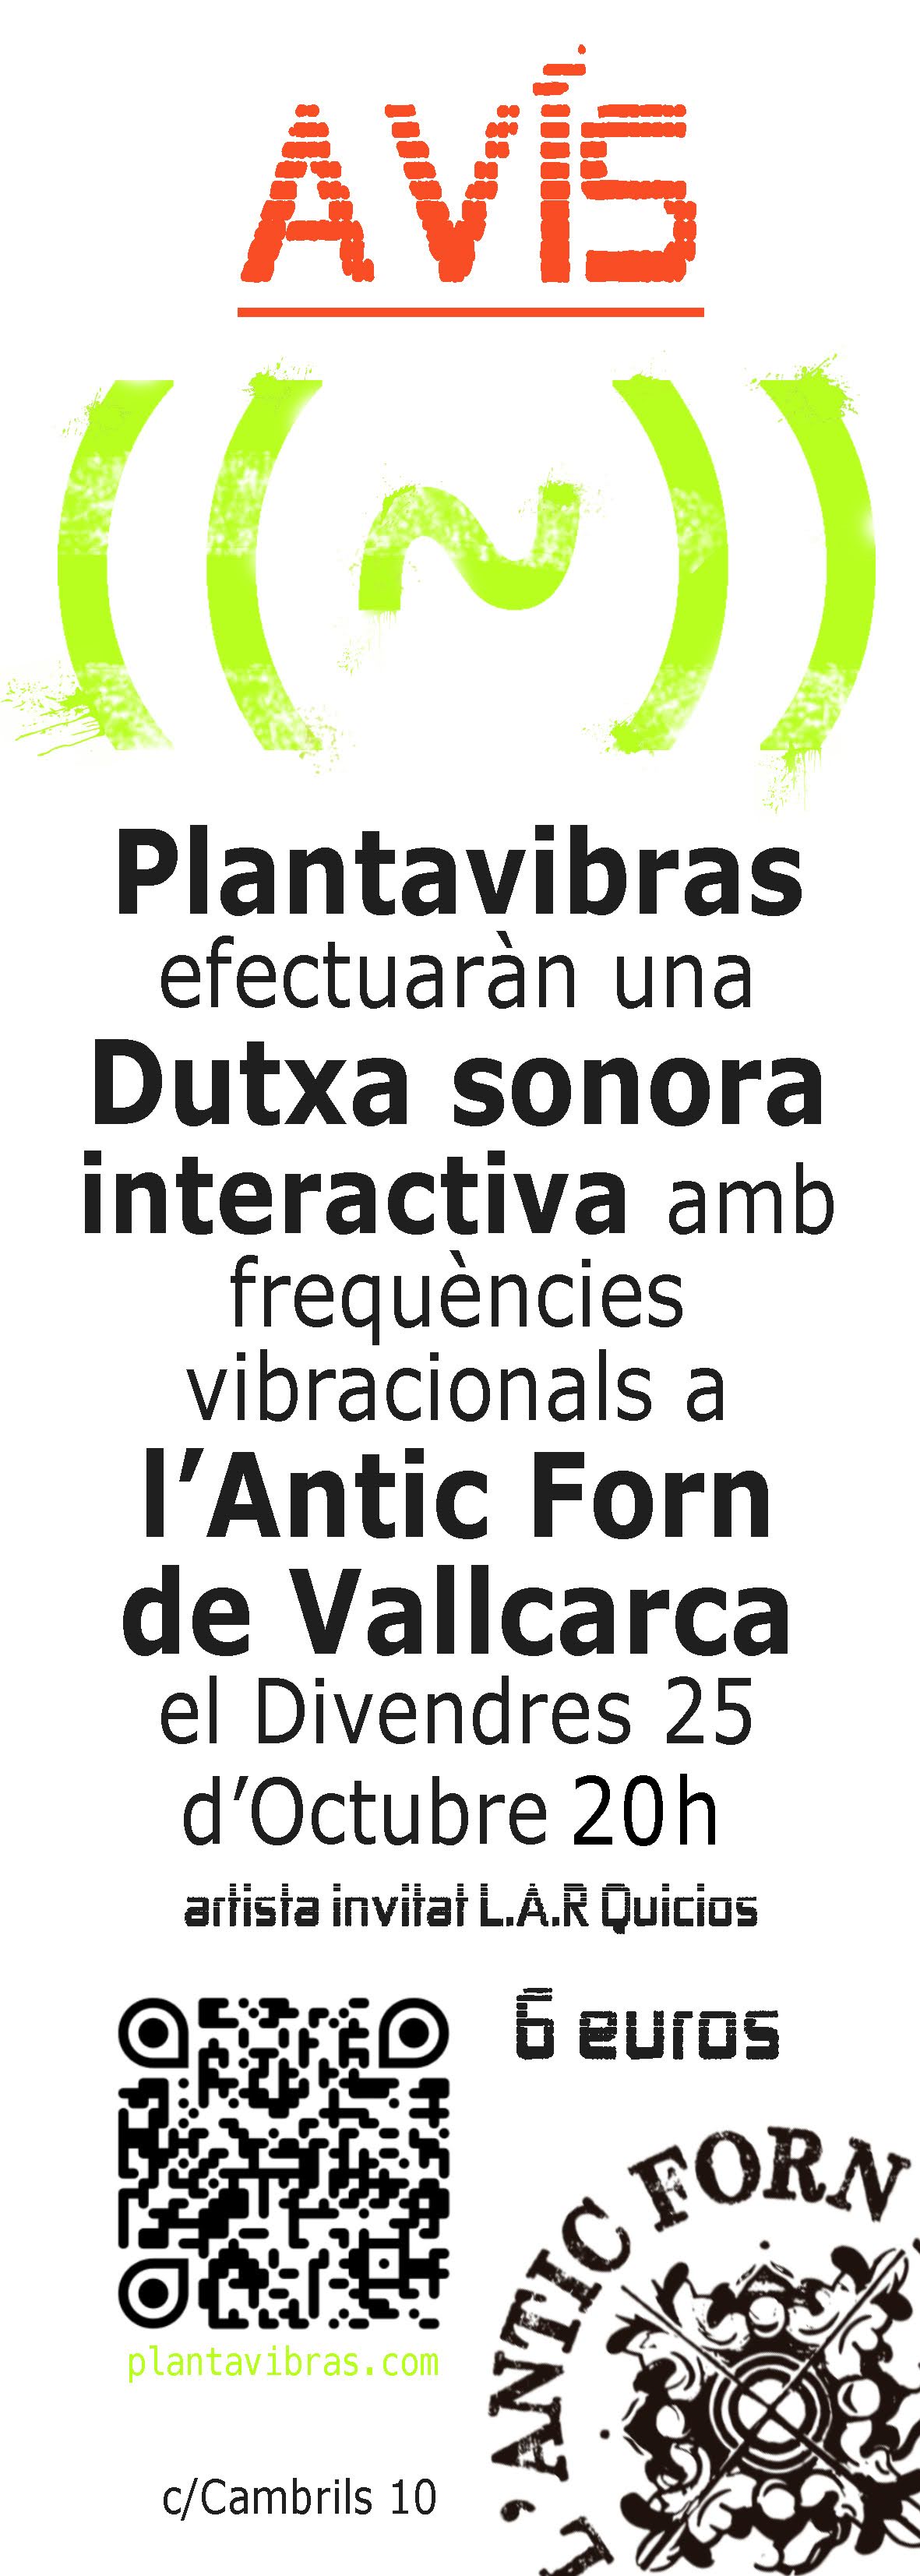 AVÍS
((~))
Plantavibras
efectuaràn una
Dutxa sonora
interactiva amb
frequències
vibracionals a
l’Antic Forn
de Vallcarca
el Divendres 25
d’Octubre 20h
artista invitat L.A.R Quicios
6 euros
plantavibras.com
c/Cambrils 10
L'ANTIC FORN